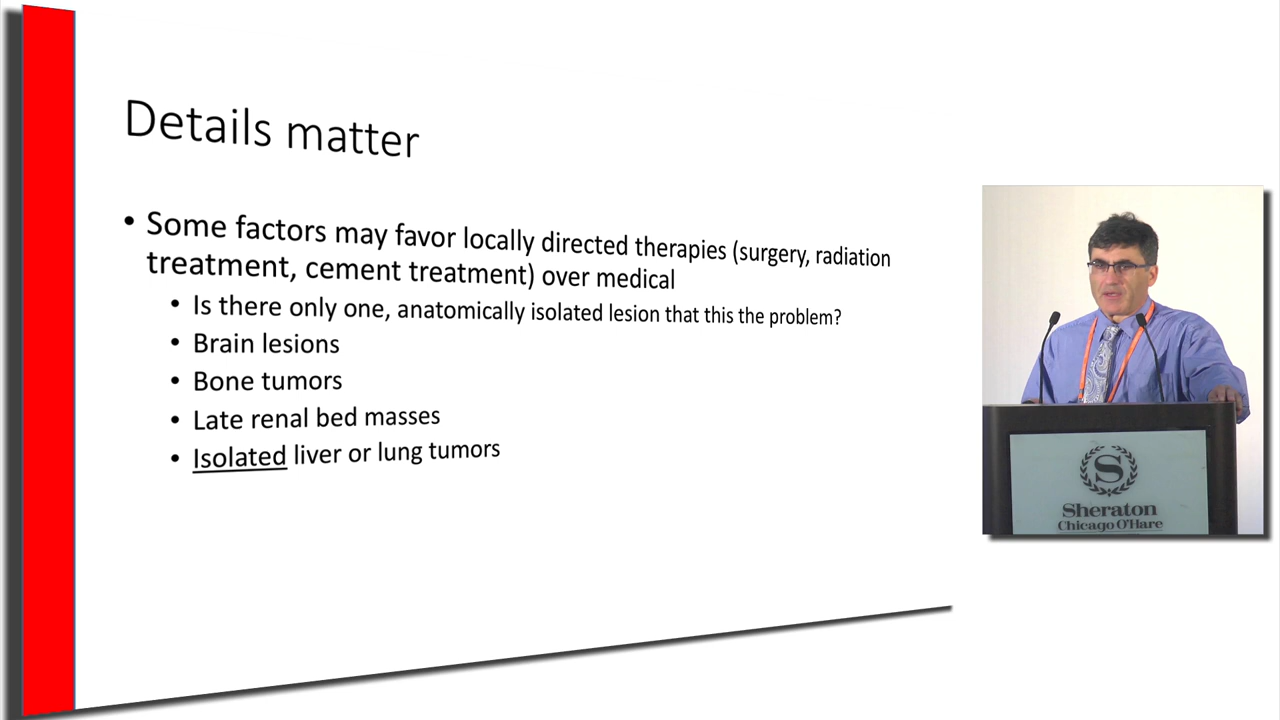 Details matter
• Some factors may favor locally directed therapies (surgery, radiation
treatment, cement treatment) over medical
• Is there only one, anatomically isolated lesion that this the problem?
• Brain lesions
• Bone tumors
• Late renal bed masses
• Isolated liver or lung tumors
S
Sheraton
Chicago O'Hare